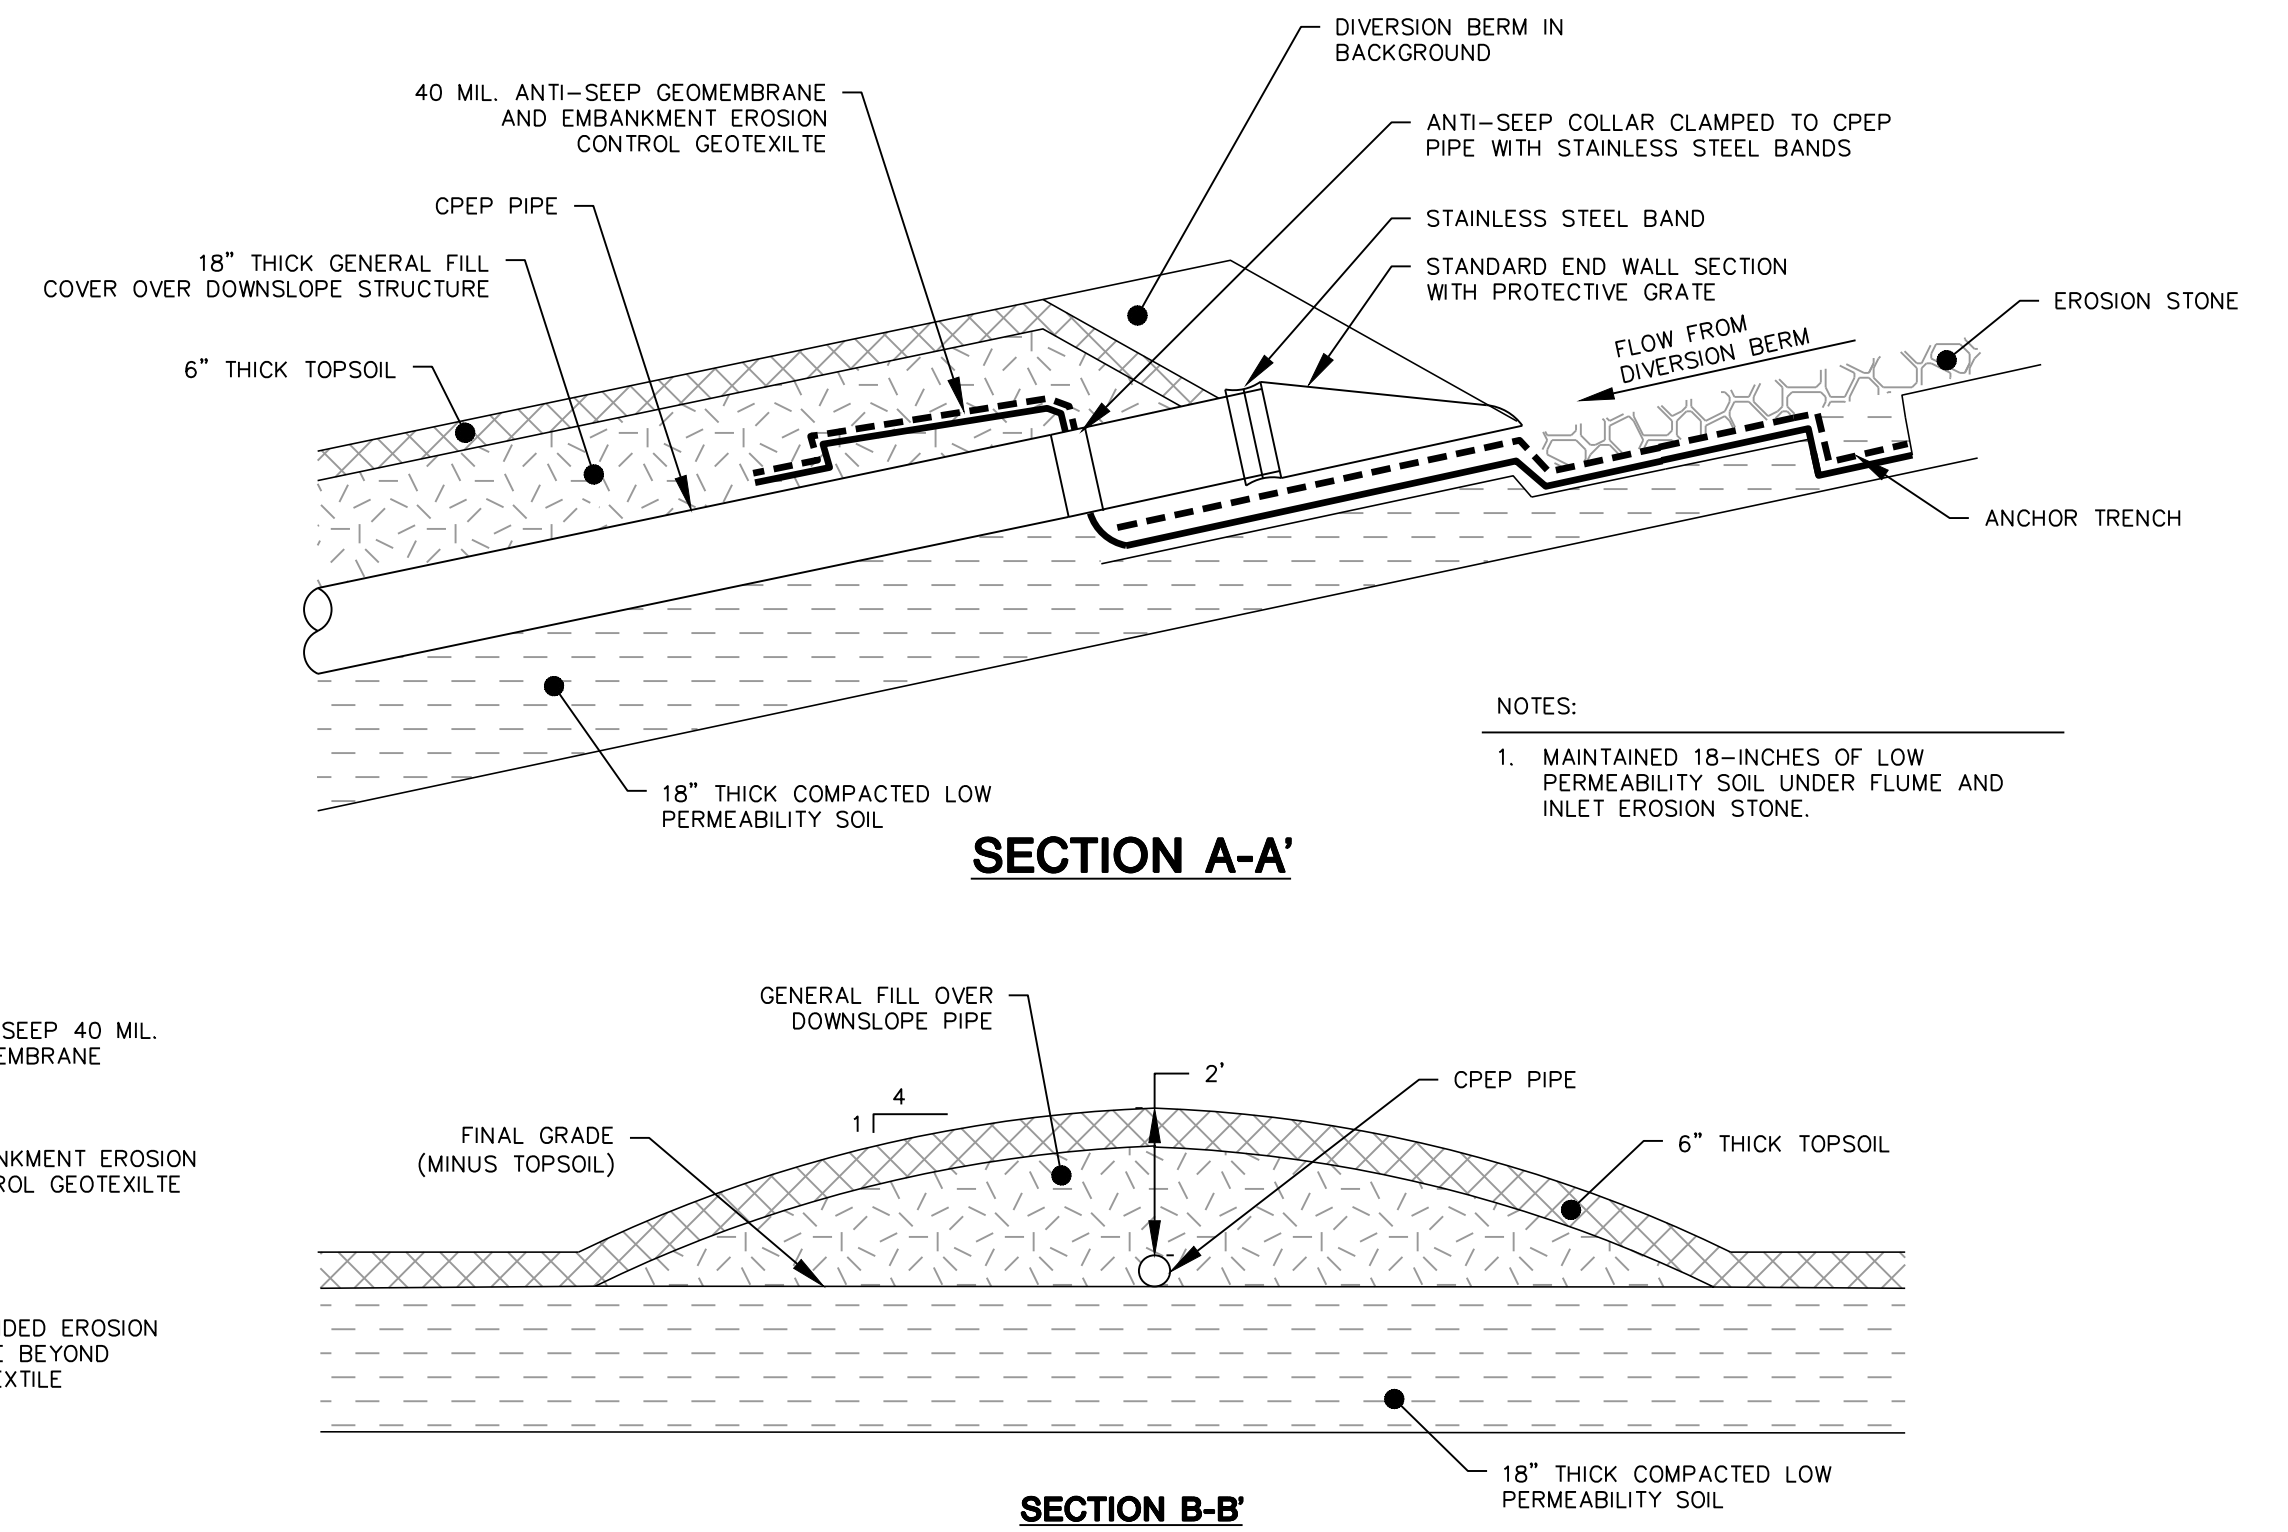 DIVERSION BERM IN
BACKGROUND
40 MIL. ANTI-SEEP GEOMEMBRANE
AND EMBANKMENT EROSION
CONTROL GEOTEXILTE
ANTI-SEEP COLLAR CLAMPED TO CPEP
PIPE WITH STAINLESS STEEL BANDS
CPEP PIPE
STAINLESS STEEL BAND
18" THICK GENERAL FILL
COVER OVER DOWNSLOPE STRUCTURE
STANDARD END WALL SECTION
WITH PROTECTIVE GRATE
EROSION STONE
FLOW FROM
DIVERSION BERM
6" THICK TOPSOIL
ANCHOR TRENCH
18" THICK COMPACTED LOW
PERMEABILITY SOIL
NOTES:
1. MAINTAINED 18-INCHES OF LOW
PERMEABILITY SOIL UNDER FLUME AND
INLET EROSION STONE.
SECTION A-A'
GENERAL FILL OVER
DOWNSLOPE PIPE
SEEP 40 MIL.
EMBRANE
2'
CPEP PIPE
4
1
FINAL GRADE
(MINUS TOPSOIL)
6" THICK TOPSOIL
NKMENT EROSION
ROL GEOTEXILTE
DED EROSION
E BEYOND
EXTILE
18" THICK COMPACTED LOW
PERMEABILITY SOIL
SECTION B-B'